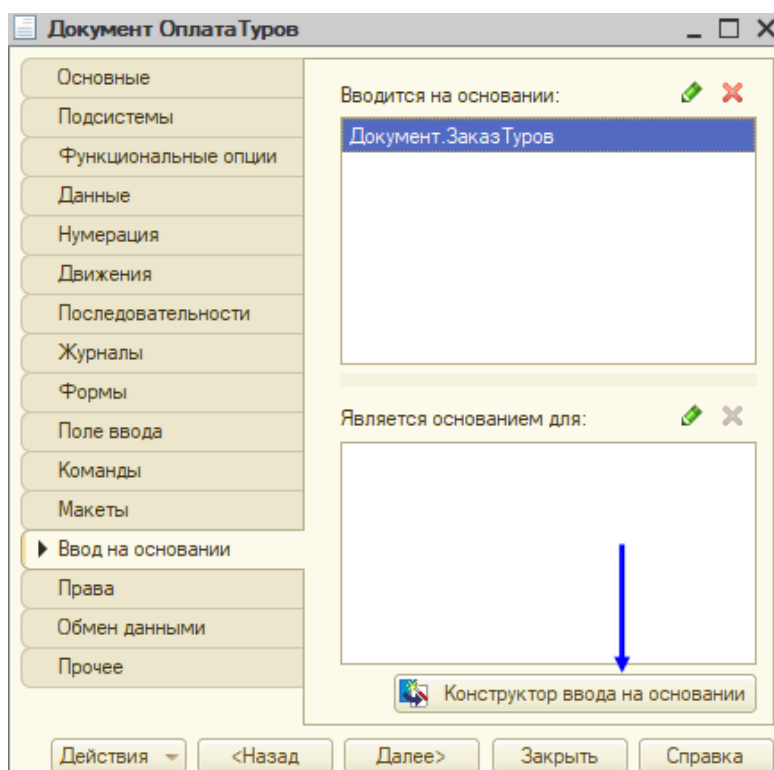 Документ ОплатаТуров
Основные
Подсистемы
Функциональные опции
Данные
Нумерация
Движения
Последовательности
Журналы
Формы
Поле ввода
Команды
Макеты
Ввод на основании
Права
Обмен данными
Прочее
Вводится на основании:
Документ.ЗаказТуров
Является основанием для:
Конструктор ввода на основании
Действия
<Назад
Далее>
Закрыть
Справка